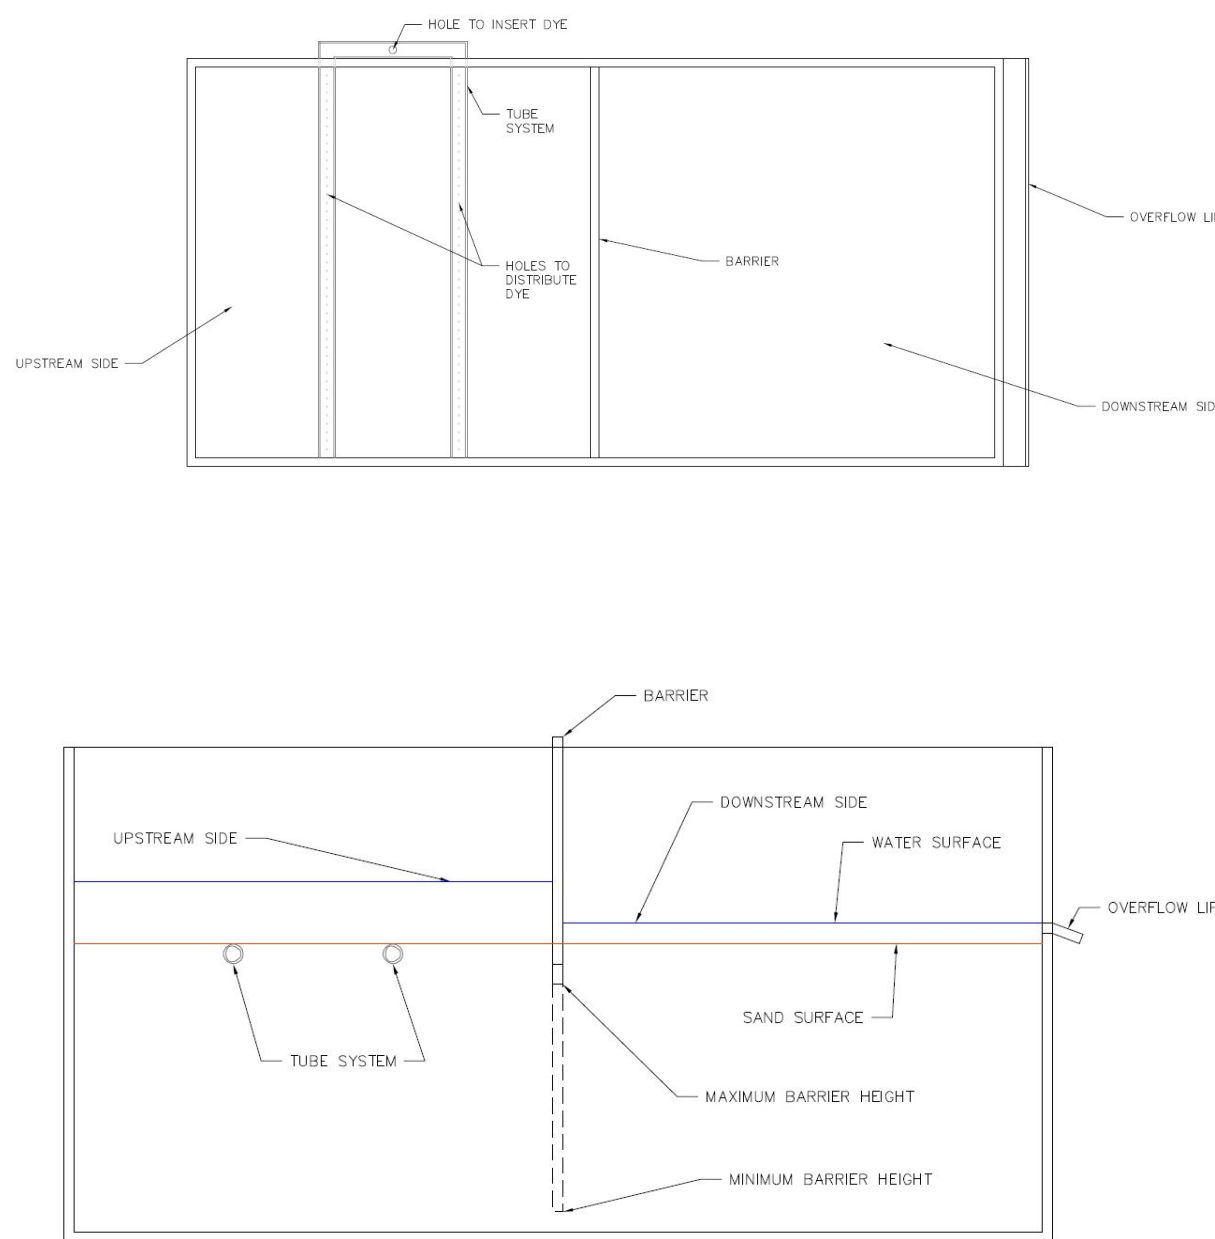 HOLE TO INSERT DYE
TUBE
SYSTEM
OVERFLOW LI
HOLES TO
DISTRIBUTE
DYE
BARRIER
UPSTREAM SIDE
DOWNSTREAM SID
BARRIER
DOWNSTREAM SIDE
UPSTREAM SIDE
WATER SURFACE
OVERFLOW LIP
SAND SURFACE
TUBE SYSTEM
MAXIMUM BARRIER HEIGHT
MINIMUM BARRIER HEIGHT